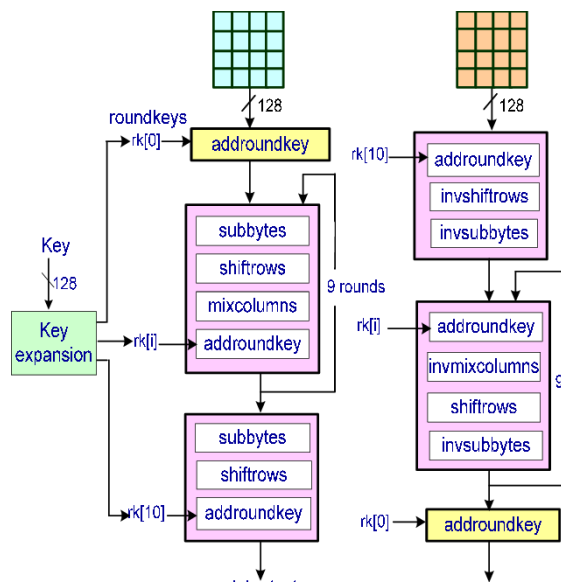 128
roundkeys
rk[0]
addroundkey
subbytes
shiftrows
mixcolumns
addroundkey
9 rounds
Key
128
Key
expansion
rk[i]
subbytes
shiftrows
addroundkey
rk[10]
128
rk[10]
addroundkey
invshiftrows
invsubbytes
rk[i]
addroundkey
invmixcolumns
shiftrows
invsubbytes
9
rk[0]
addroundkey